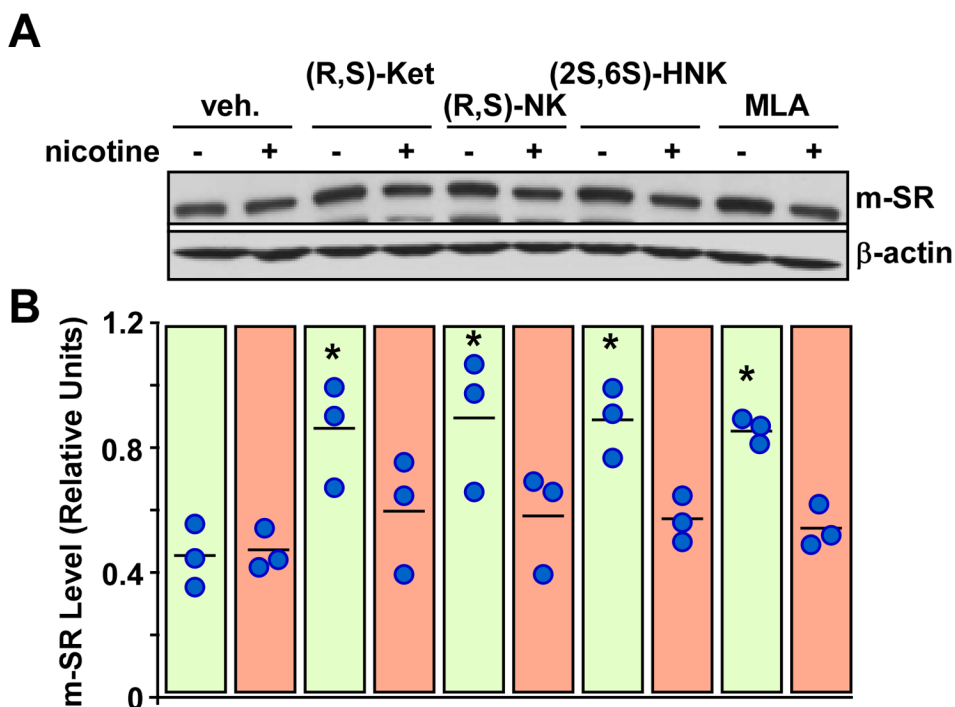 A
(R,S)-Ket (2S,6S)-HNK
veh. (R,S)-NK MLA
nicotine - + - + - + - + - +
m-SR
β-actin
B
m-SR Level (Relative Units)
1.2
0.8
0.4
0
* * * *